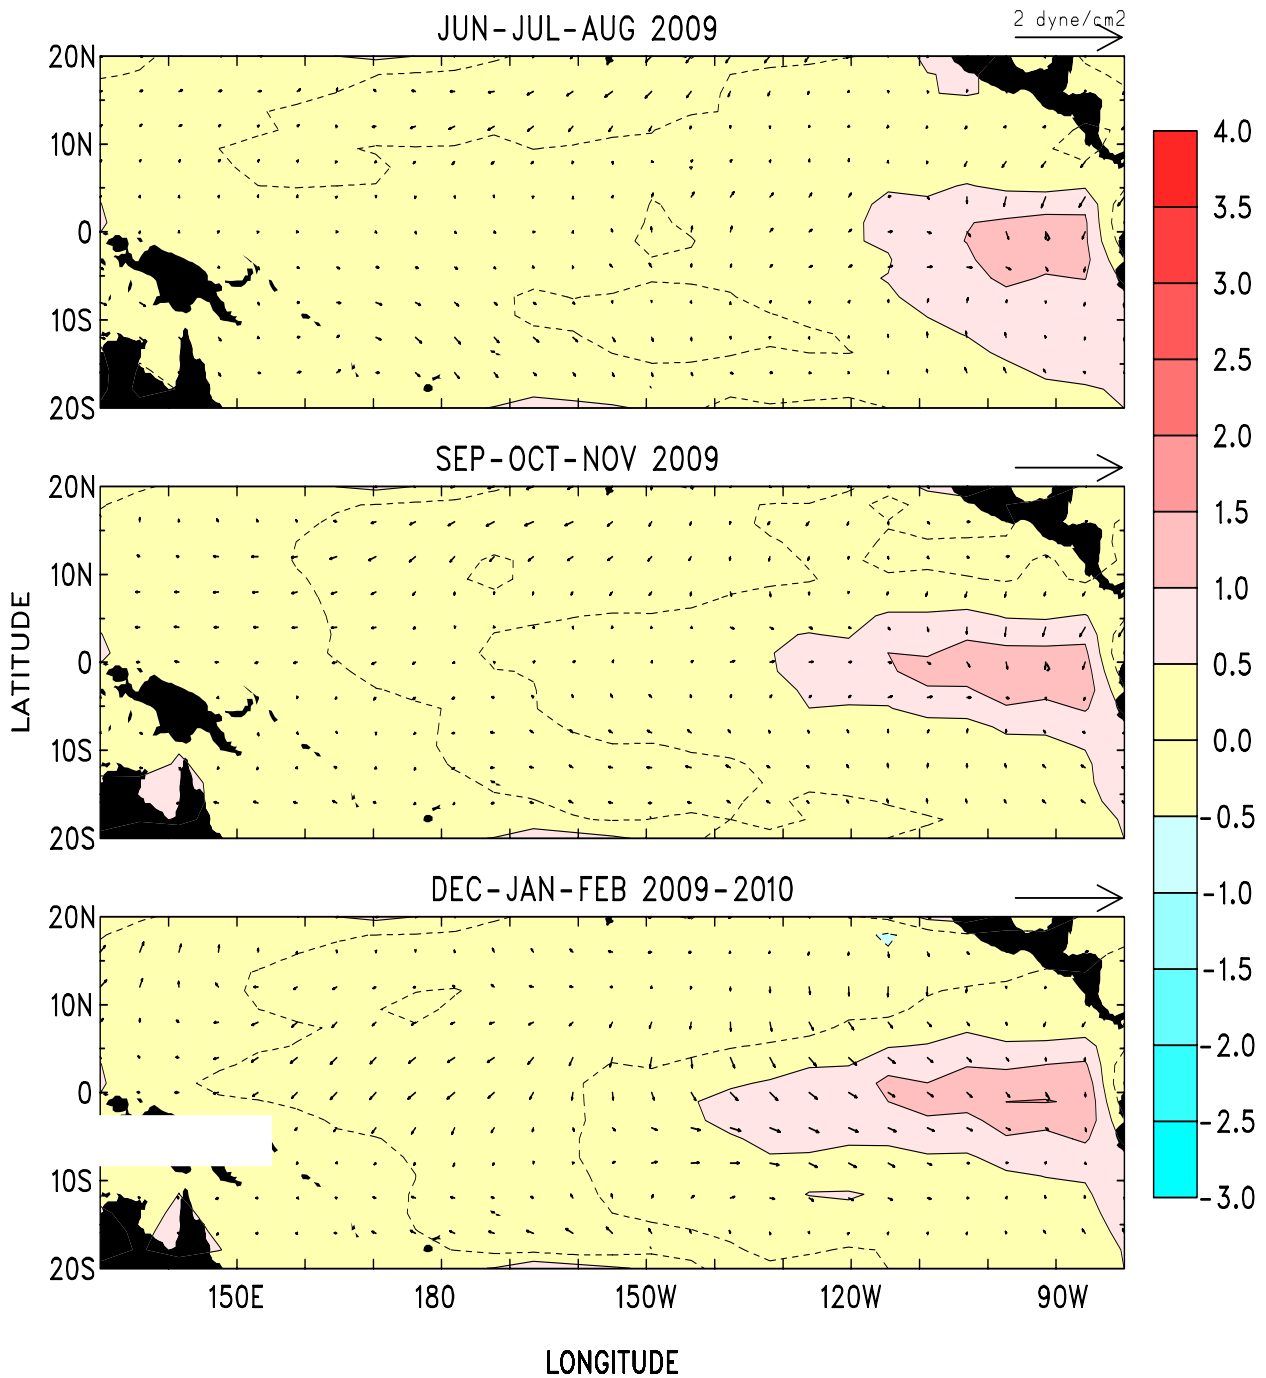 JUN-JUL-AUG 2009
2 dyne/cm2
20N
10N
0
10S
20S
SEP-OCT-NOV 2009
20N
10N
0
10S
20S
LATITUDE
DEC-JAN-FEB 2009-2010
20N
10N
0
10S
20S
150E 180 150W 120W 90W
LONGITUDE
4.0
3.5
3.0
2.5
2.0
1.5
1.0
0.5
0.0
-0.5
-1.0
-1.5
-2.0
-2.5
-3.0